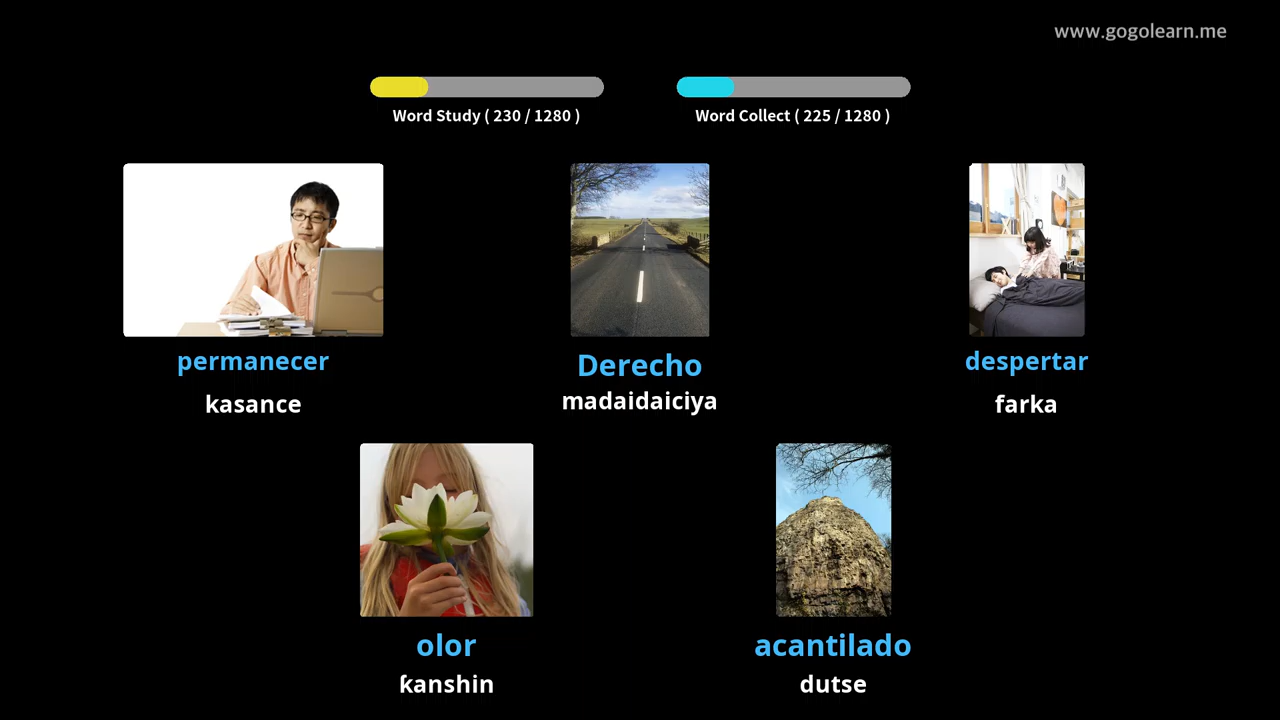 www.gogolearn.me
Word Study ( 230 / 1280 )
Word Collect ( 225 / 1280 )
permanecer
kasance
Derecho
madaidaiciya
despertar
farka
olor
ƙanshin
acantilado
dutse